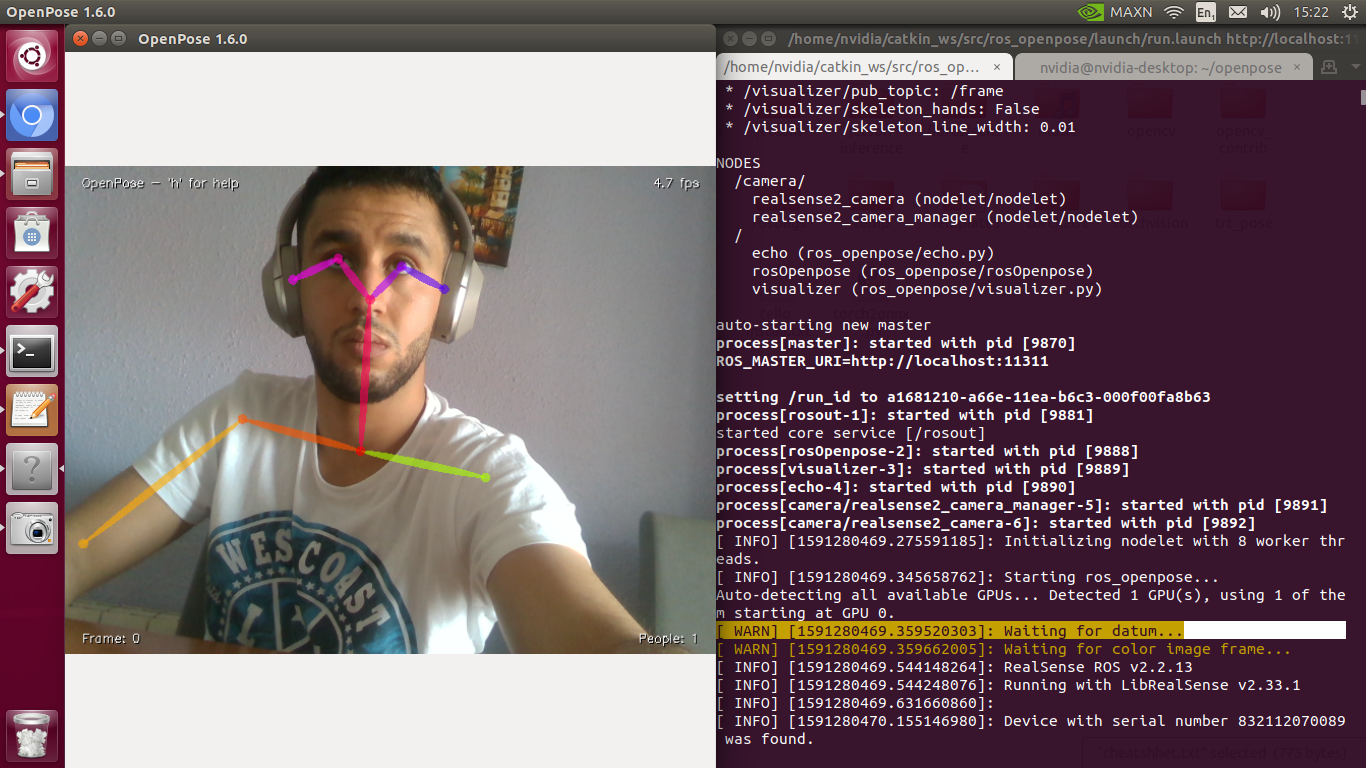 OpenPose 1.6.0
MAXN
En1
15:22
OpenPose 1.6.0
OpenPose - 'h' for help
4.7 fps
WESTCOAST
Frame: 0
People: 1
/home/nvidia/catkin_ws/src/ros_openpose/launch/run.launch http://localhost:11
/home/nvidia/catkin_ws/src/ros_op... ×
nvidia@nvidia-desktop: ~/openpose ×
* /visualizer/pub_topic: /frame
* /visualizer/skeleton_hands: False
* /visualizer/skeleton_line_width: 0.01
NODES
/camera/
realsense2_camera (nodelet/nodelet)
realsense2_camera_manager (nodelet/nodelet)
/
echo (ros_openpose/echo.py)
rosOpenpose (ros_openpose/rosOpenpose)
visualizer (ros_openpose/visualizer.py)
auto-starting new master
process[master]: started with pid [9870]
ROS_MASTER_URI=http://localhost:11311
setting /run_id to a1681210-a66e-11ea-b6c3-000f00fa8b63
process[rosout-1]: started with pid [9881]
started core service [/rosout]
process[rosOpenpose-2]: started with pid [9888]
process[visualizer-3]: started with pid [9889]
process[echo-4]: started with pid [9890]
process[camera/realsense2_camera_manager-5]: started with pid [9891]
process[camera/realsense2_camera-6]: started with pid [9892]
[ INFO] [1591280469.275591185]: Initializing nodelet with 8 worker thr
eads.
[ INFO] [1591280469.345658762]: Starting ros_openpose...
Auto-detecting all available GPUs... Detected 1 GPU(s), using 1 of the
m starting at GPU 0.
[ WARN] [1591280469.359520303]: Waiting for datum...
[ WARN] [1591280469.359662005]: Waiting for color image frame...
[ INFO] [1591280469.544148264]: RealSense ROS v2.2.13
[ INFO] [1591280469.544248076]: Running with LibRealSense v2.33.1
[ INFO] [1591280469.631660860]:
[ INFO] [1591280470.155146980]: Device with serial number 832112070089
was found.